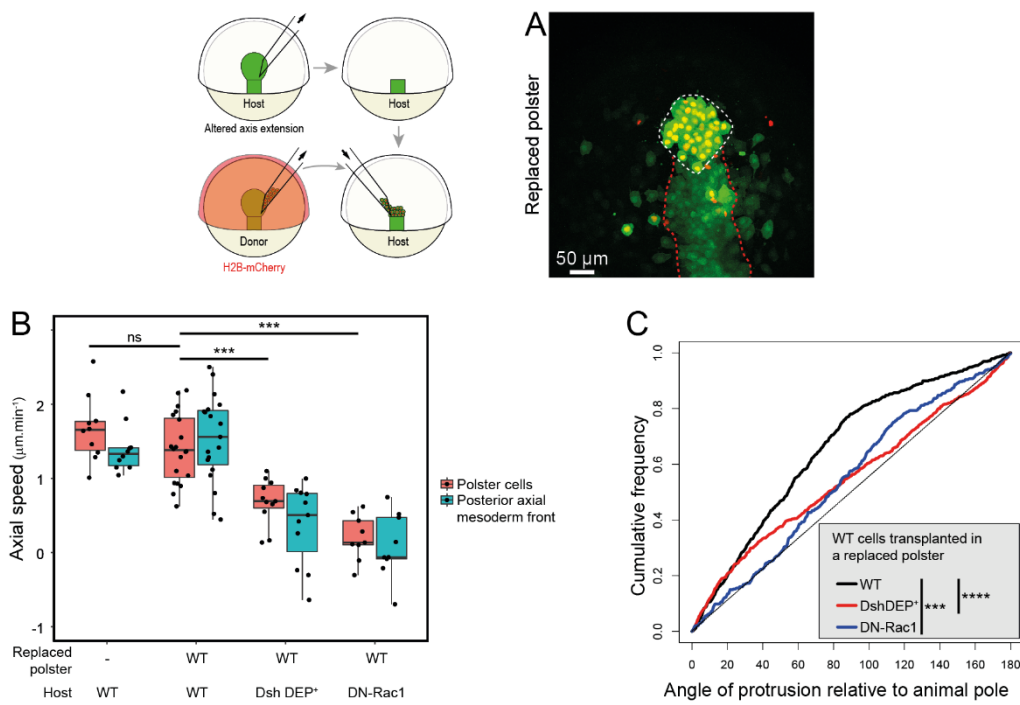 Host
Altered axis extension
Host
Donor
H2B-mCherry
Host
A
Replaced polster
50 µm
B
Axial speed (µm.min⁻¹)
2
1
0
-1
ns
***
***
Polster cells
Posterior axial
mesoderm front
Replaced
polster
-
WT
WT
WT
Host
WT
WT
Dsh DEP⁺
DN-Rac1
C
Cumulative frequency
1.0
0.8
0.6
0.4
0.2
0.0
WT cells transplanted in
a replaced polster
WT
DshDEP⁺
DN-Rac1
***
****
0 20 40 60 80 100 120 140 160 180
Angle of protrusion relative to animal pole